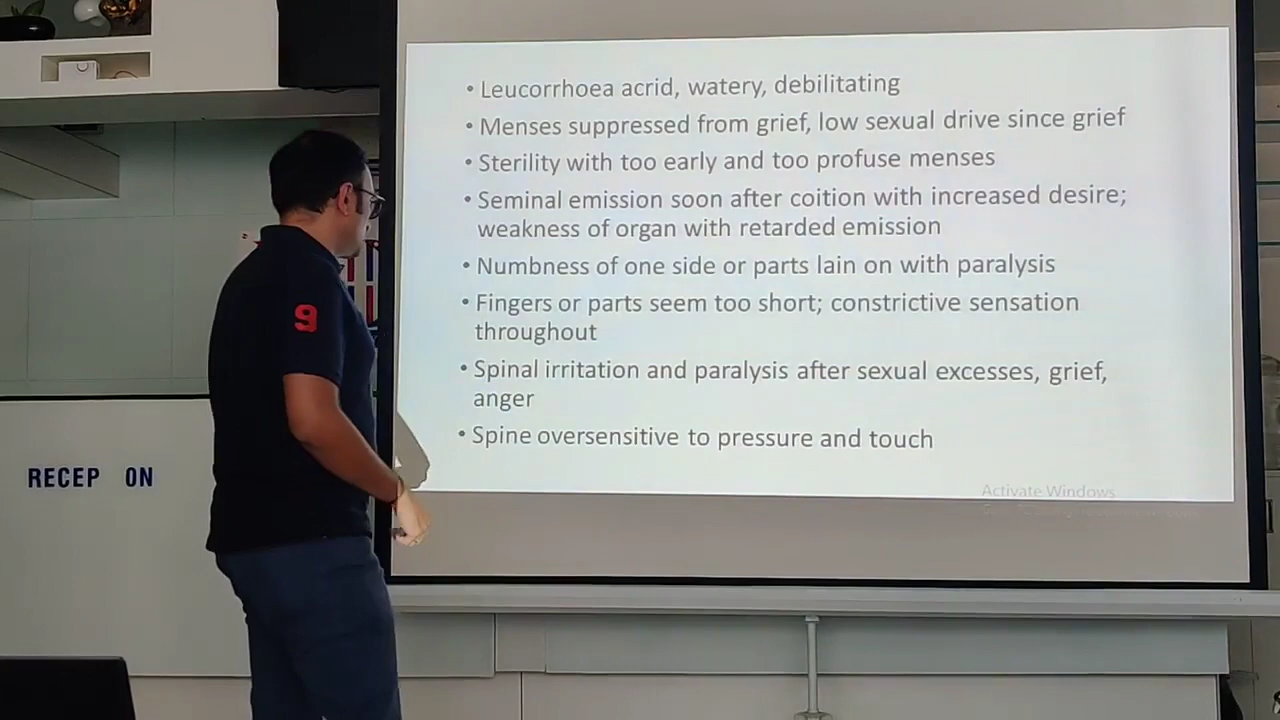 • Leucorrhoea acrid, watery, debilitating
• Menses suppressed from grief, low sexual drive since grief
• Sterility with too early and too profuse menses
• Seminal emission soon after coition with increased desire;
weakness of organ with retarded emission
• Numbness of one side or parts lain on with paralysis
• Fingers or parts seem too short; constrictive sensation
throughout
• Spinal irritation and paralysis after sexual excesses, grief,
anger
• Spine oversensitive to pressure and touch
Activate Windows
9
RECEP ON